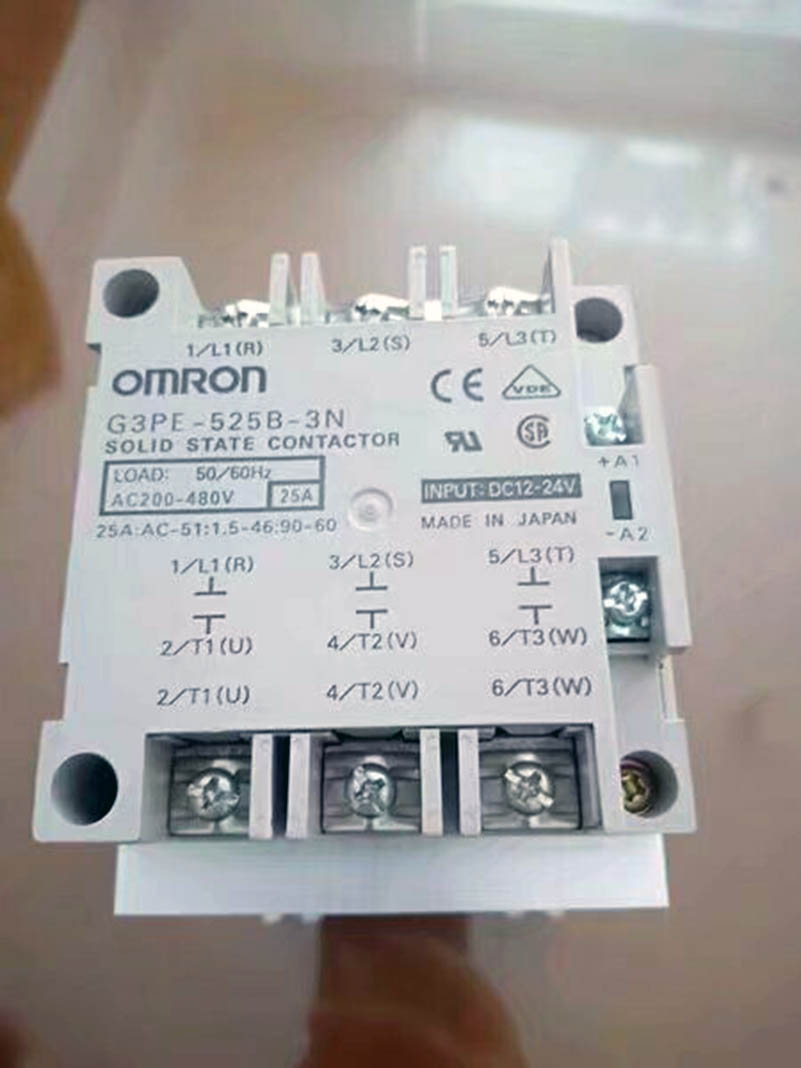 1/L1(R) 3/L2(S) 5/L3(T)
OMRON
CE VDE
G3PE-525B-3N
SOLID STATE CONTACTOR
SA
+A1
LOAD: 50/60Hz
AC200-480V 25A
INPUT: DC12-24V
25A:AC-51:1.5-46:90-60
MADE IN JAPAN
-A2
1/L1(R) 3/L2(S) 5/L3(T)
2/T1(U) 4/T2(V) 6/T3(W)
2/T1(U) 4/T2(V) 6/T3(W)